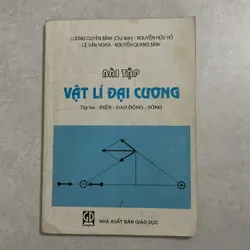 LƯƠNG DUYÊN BÌNH (Chủ biên) - NGUYỄN HỮU HỒ
LÊ VĂN NGHĨA - NGUYỄN QUANG SÍNH
BÀI TẬP
VẬT LÍ ĐẠI CƯƠNG
Tập hai : ĐIỆN - DAO ĐỘNG - SÓNG
NHÀ XUẤT BẢN GIÁO DỤC